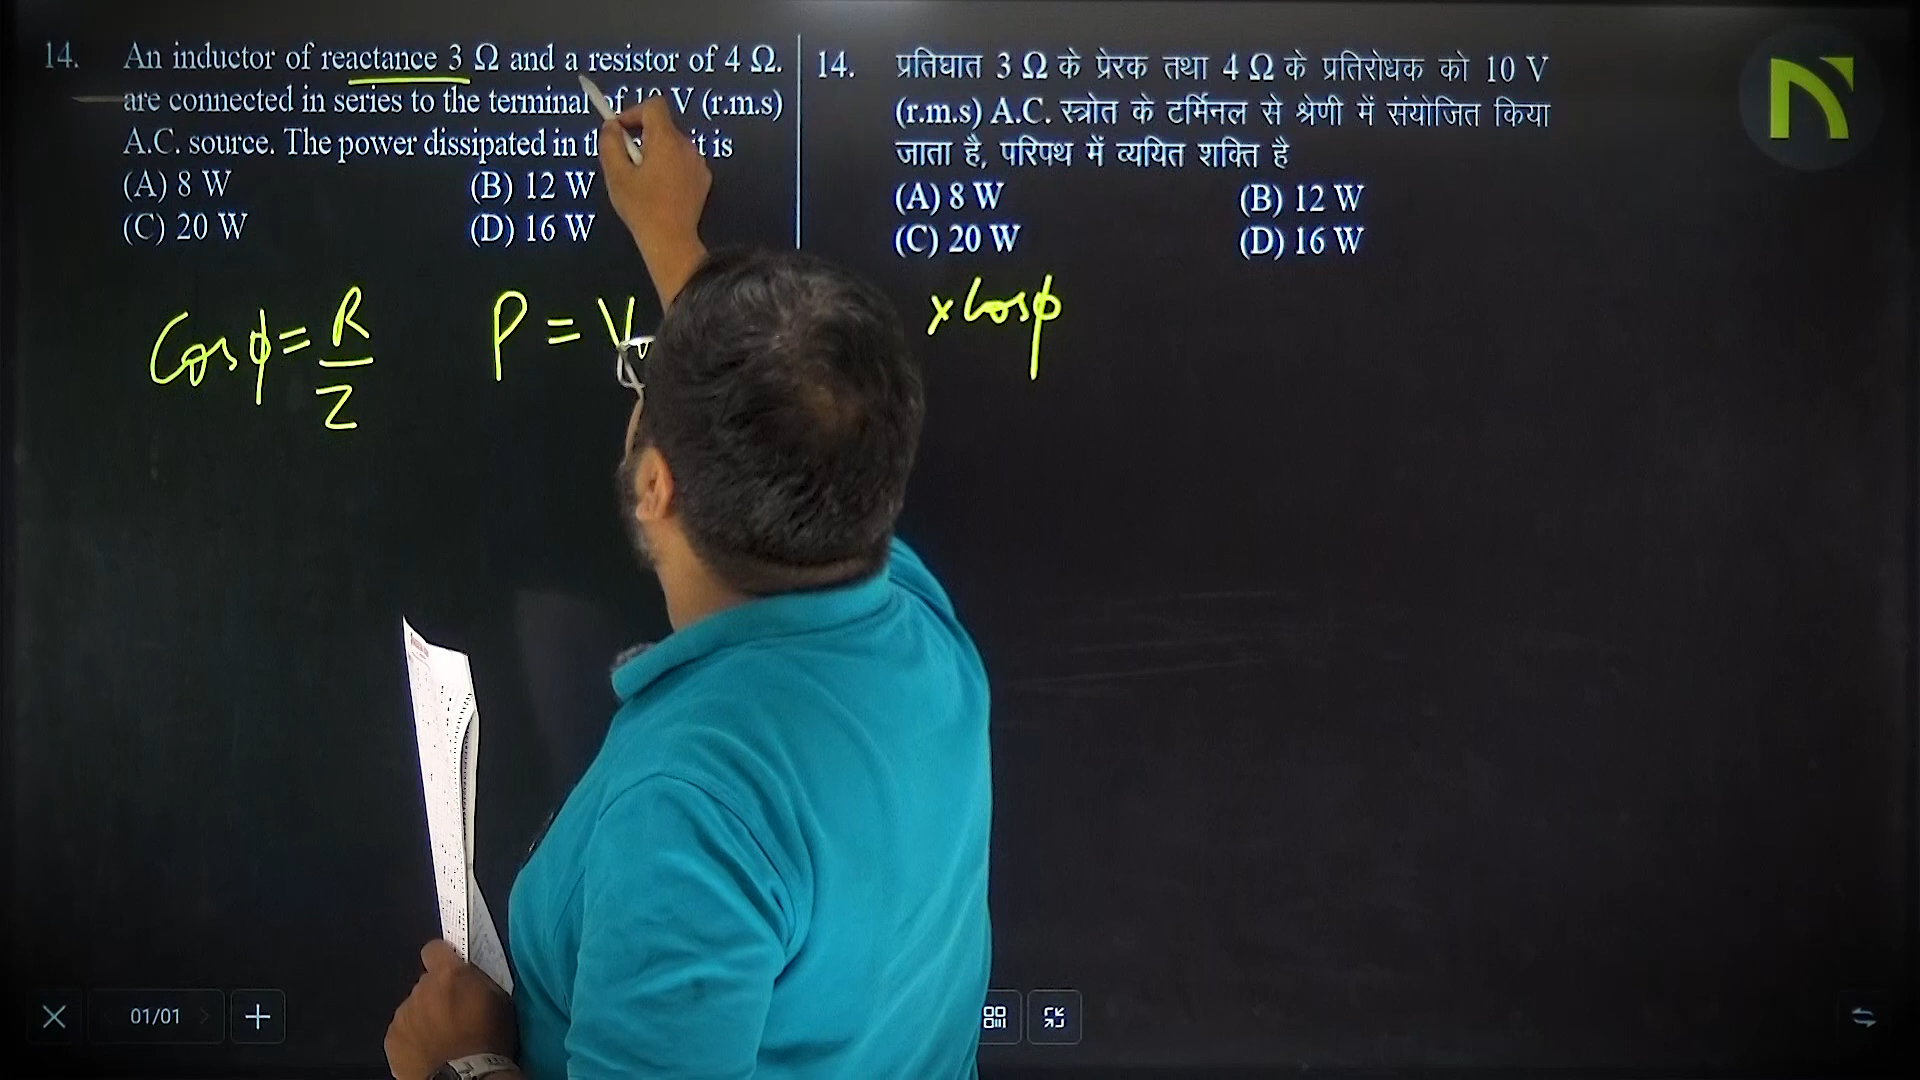 14. An inductor of reactance 3 Ω and a resistor of 4 Ω.
are connected in series to the terminal of 10 V (r.m.s)
A.C. source. The power dissipated in is
(A) 8 W (B) 12 W
(C) 20 W (D) 16 W
14. प्रतिघात 3 Ω के प्रेरक तथा 4 Ω के प्रतिरोधक को 10 V
(r.m.s) A.C. स्त्रोत के टर्मिनल से श्रेणी में संयोजित किया
जाता है, परिपथ में व्ययित शक्ति है
(A) 8 W (B) 12 W
(C) 20 W (D) 16 W
Cosϕ = R/Z
P = V
× Cosϕ
01/01